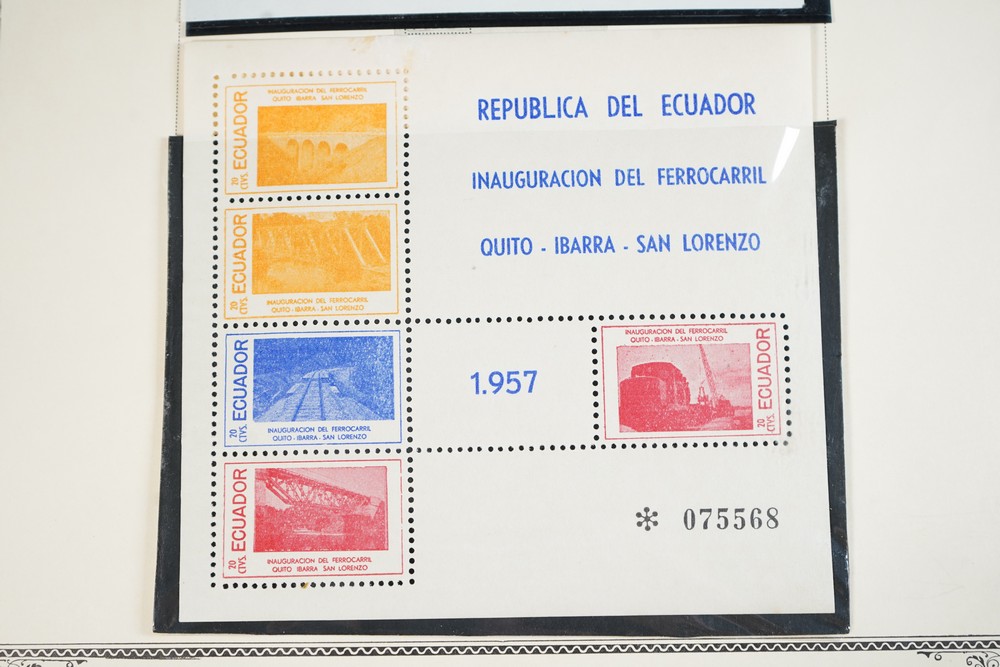 REPUBLICA DEL ECUADOR
INAUGURACION DEL FERROCARRIL
QUITO - IBARRA - SAN LORENZO
INAUGURACION DEL FERROCARRIL
QUITO IBARRA SAN LORENZO
20 CTVS. ECUADOR
20 CTVS. ECUADOR
INAUGURACION DEL FERROCARRIL
QUITO - IBARRA - SAN LORENZO
20 CTVS. ECUADOR
INAUGURACION DEL FERROCARRIL
QUITO - IBARRA - SAN LORENZO
1.957
INAUGURACION DEL FERROCARRIL
QUITO - IBARRA - SAN LORENZO
20 CTVS. ECUADOR
20 CTVS. ECUADOR
INAUGURACION DEL FERROCARRIL
QUITO IBARRA SAN LORENZO
* 075568